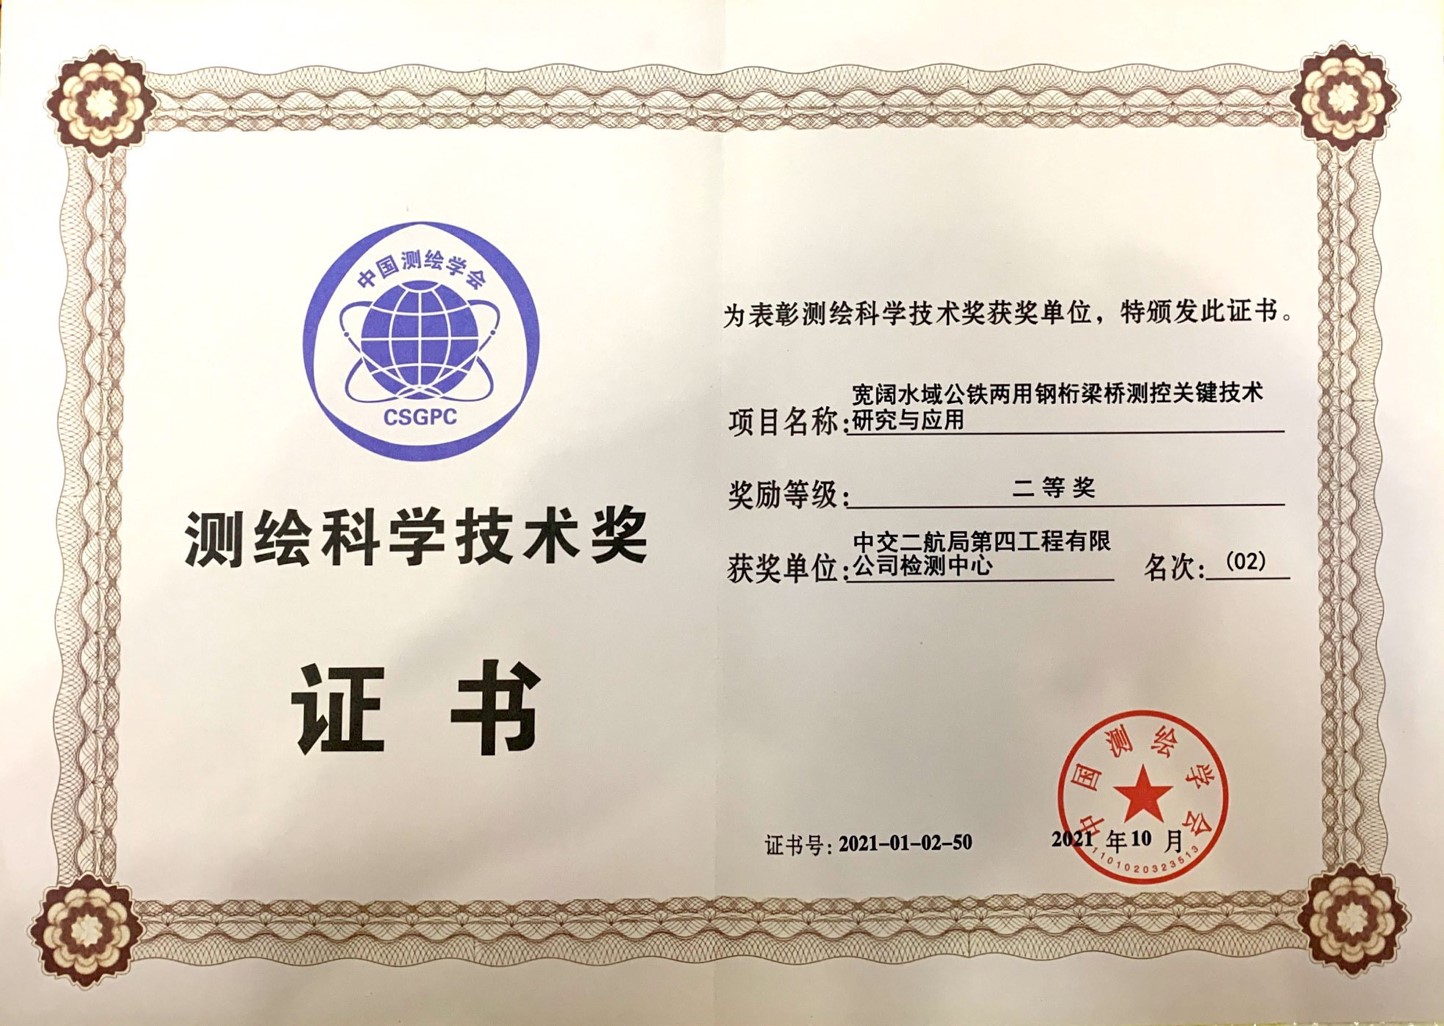 中国测绘学会
CSGPC
测绘科学技术奖
证书
为表彰测绘科学技术奖获奖单位，特颁发此证书。
项目名称:宽阔水域公铁两用钢桁梁桥测控关键技术
研究与应用
奖励等级:二等奖
获奖单位:中交二航局第四工程有限
公司检测中心
名次:(02)
证书号:2021-01-02-50
2021年10月
中国测绘学会
1101020323513